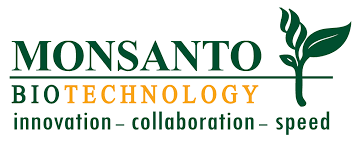 MONSANTO
BIOTECHNOLOGY
innovation – collaboration – speed